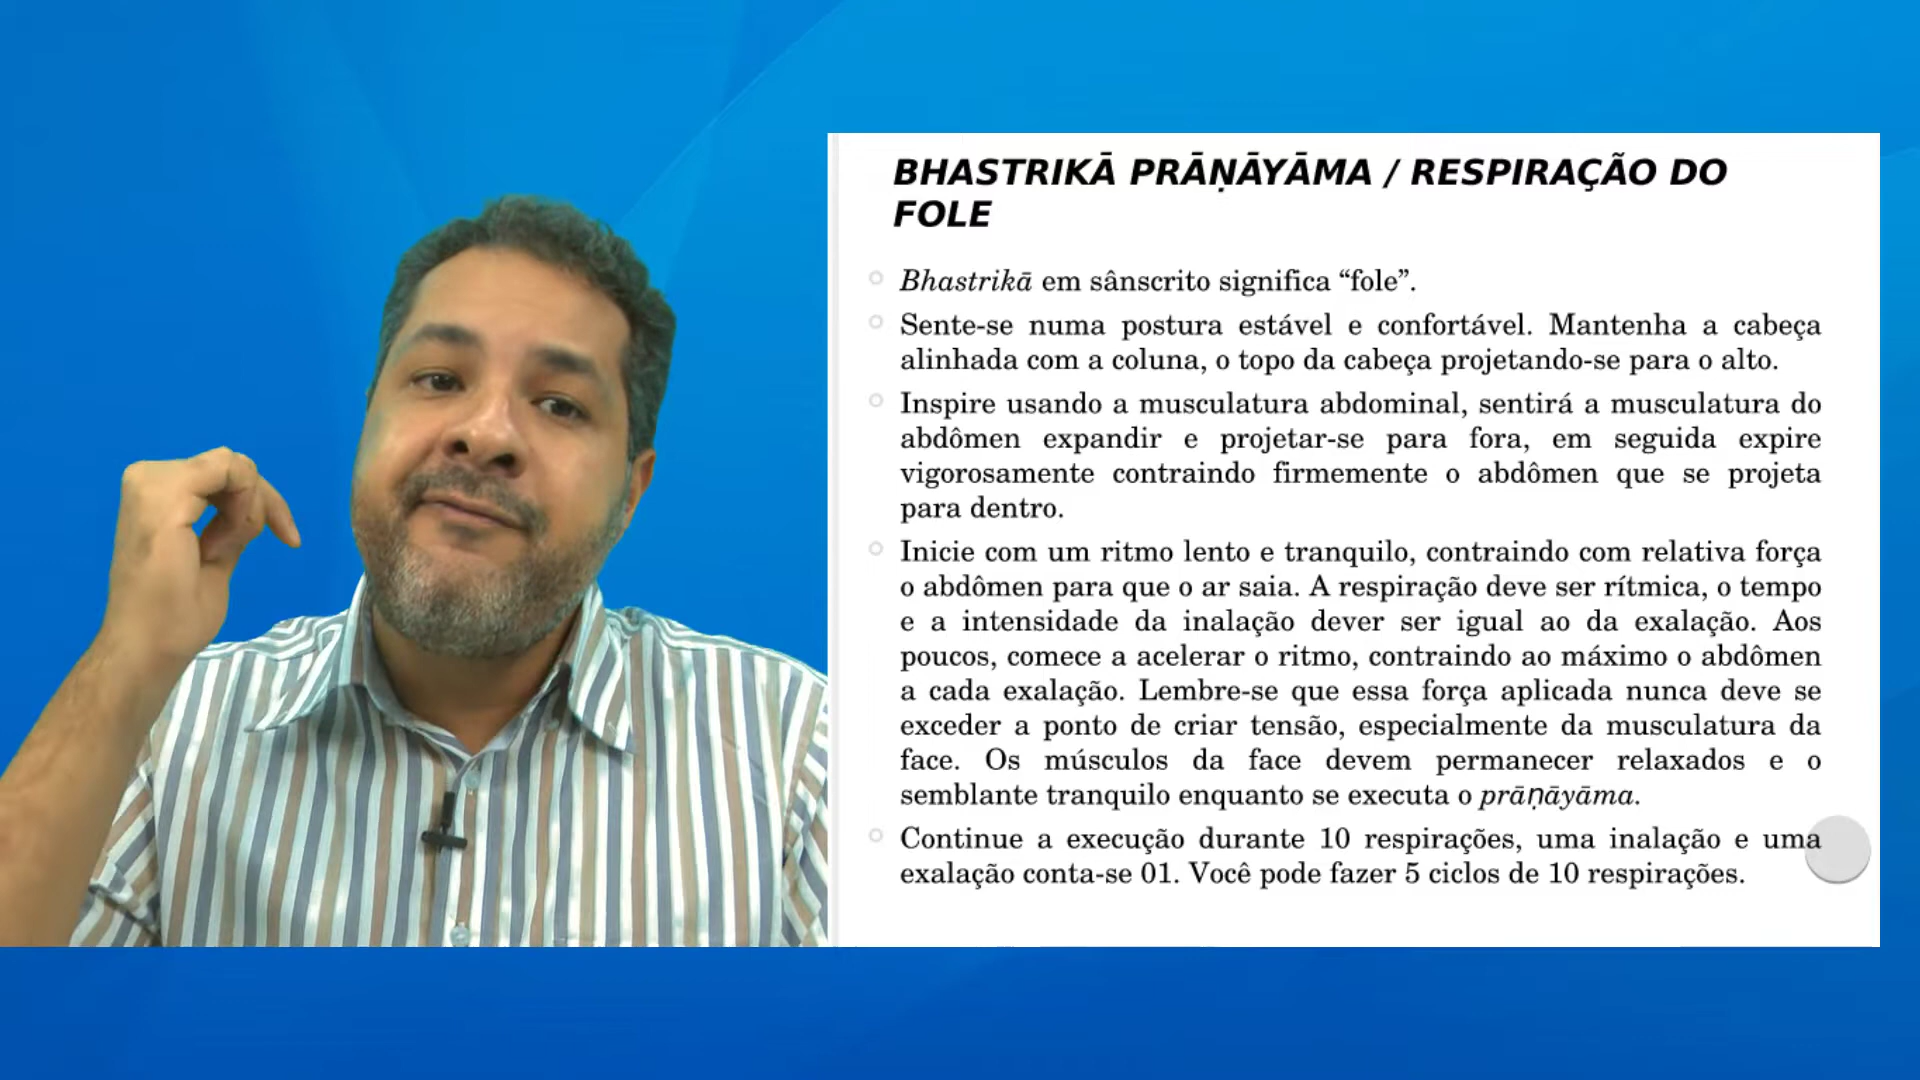 BHASTRIKĀ PRĀṆĀYĀMA / RESPIRAÇÃO DO
FOLE
Bhastrikā em sânscrito significa “fole”.
Sente-se numa postura estável e confortável. Mantenha a cabeça
alinhada com a coluna, o topo da cabeça projetando-se para o alto.
Inspire usando a musculatura abdominal, sentirá a musculatura do
abdômen expandir e projetar-se para fora, em seguida expire
vigorosamente contraindo firmemente o abdômen que se projeta
para dentro.
Inicie com um ritmo lento e tranquilo, contraindo com relativa força
o abdômen para que o ar saia. A respiração deve ser rítmica, o tempo
e a intensidade da inalação dever ser igual ao da exalação. Aos
poucos, comece a acelerar o ritmo, contraindo ao máximo o abdômen
a cada exalação. Lembre-se que essa força aplicada nunca deve se
exceder a ponto de criar tensão, especialmente da musculatura da
face. Os músculos da face devem permanecer relaxados e o
semblante tranquilo enquanto se executa o prāṇāyāma.
Continue a execução durante 10 respirações, uma inalação e uma
exalação conta-se 01. Você pode fazer 5 ciclos de 10 respirações.